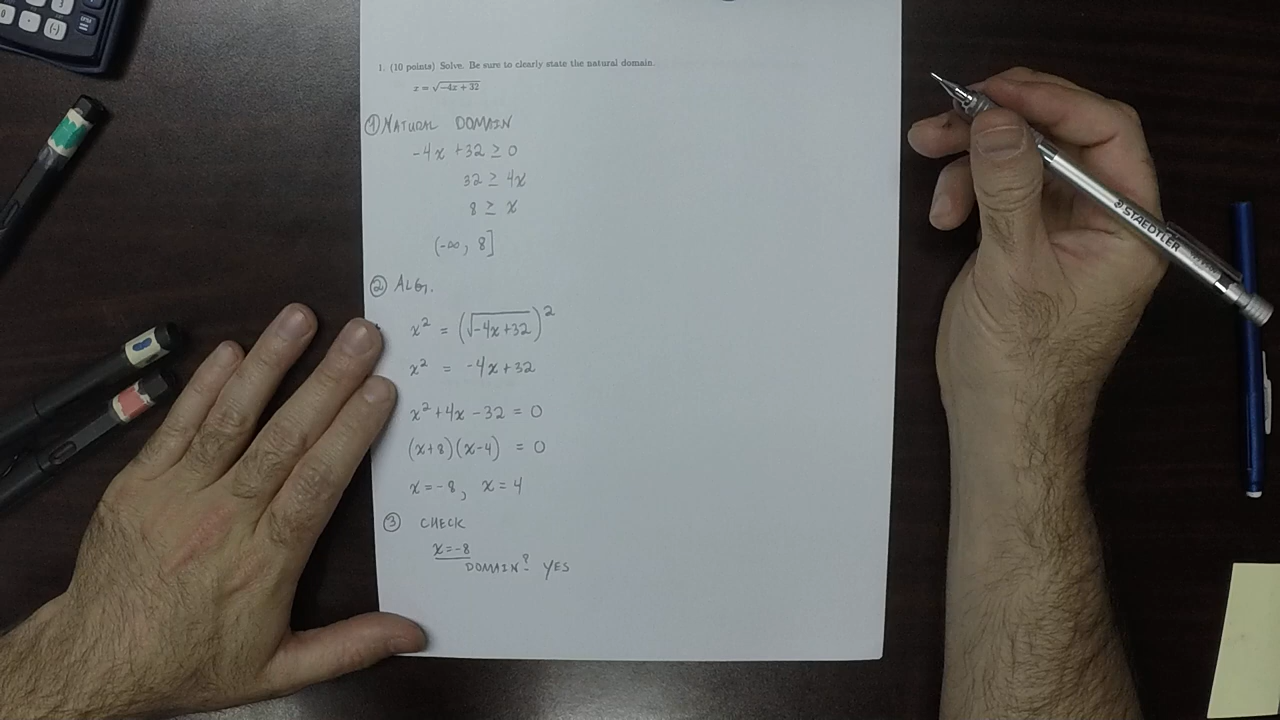 1. (10 points) Solve. Be sure to clearly state the natural domain.
x = √-4x + 32
① NATURAL DOMAIN
-4x + 32 ≥ 0
32 ≥ 4x
8 ≥ x
(-∞, 8]
② ALG.
x² = (√-4x+32)²
x² = -4x+32
x² + 4x - 32 = 0
(x+8)(x-4) = 0
x = -8, x = 4
③ CHECK
x = -8
DOMAIN? YES
STAEDTLER